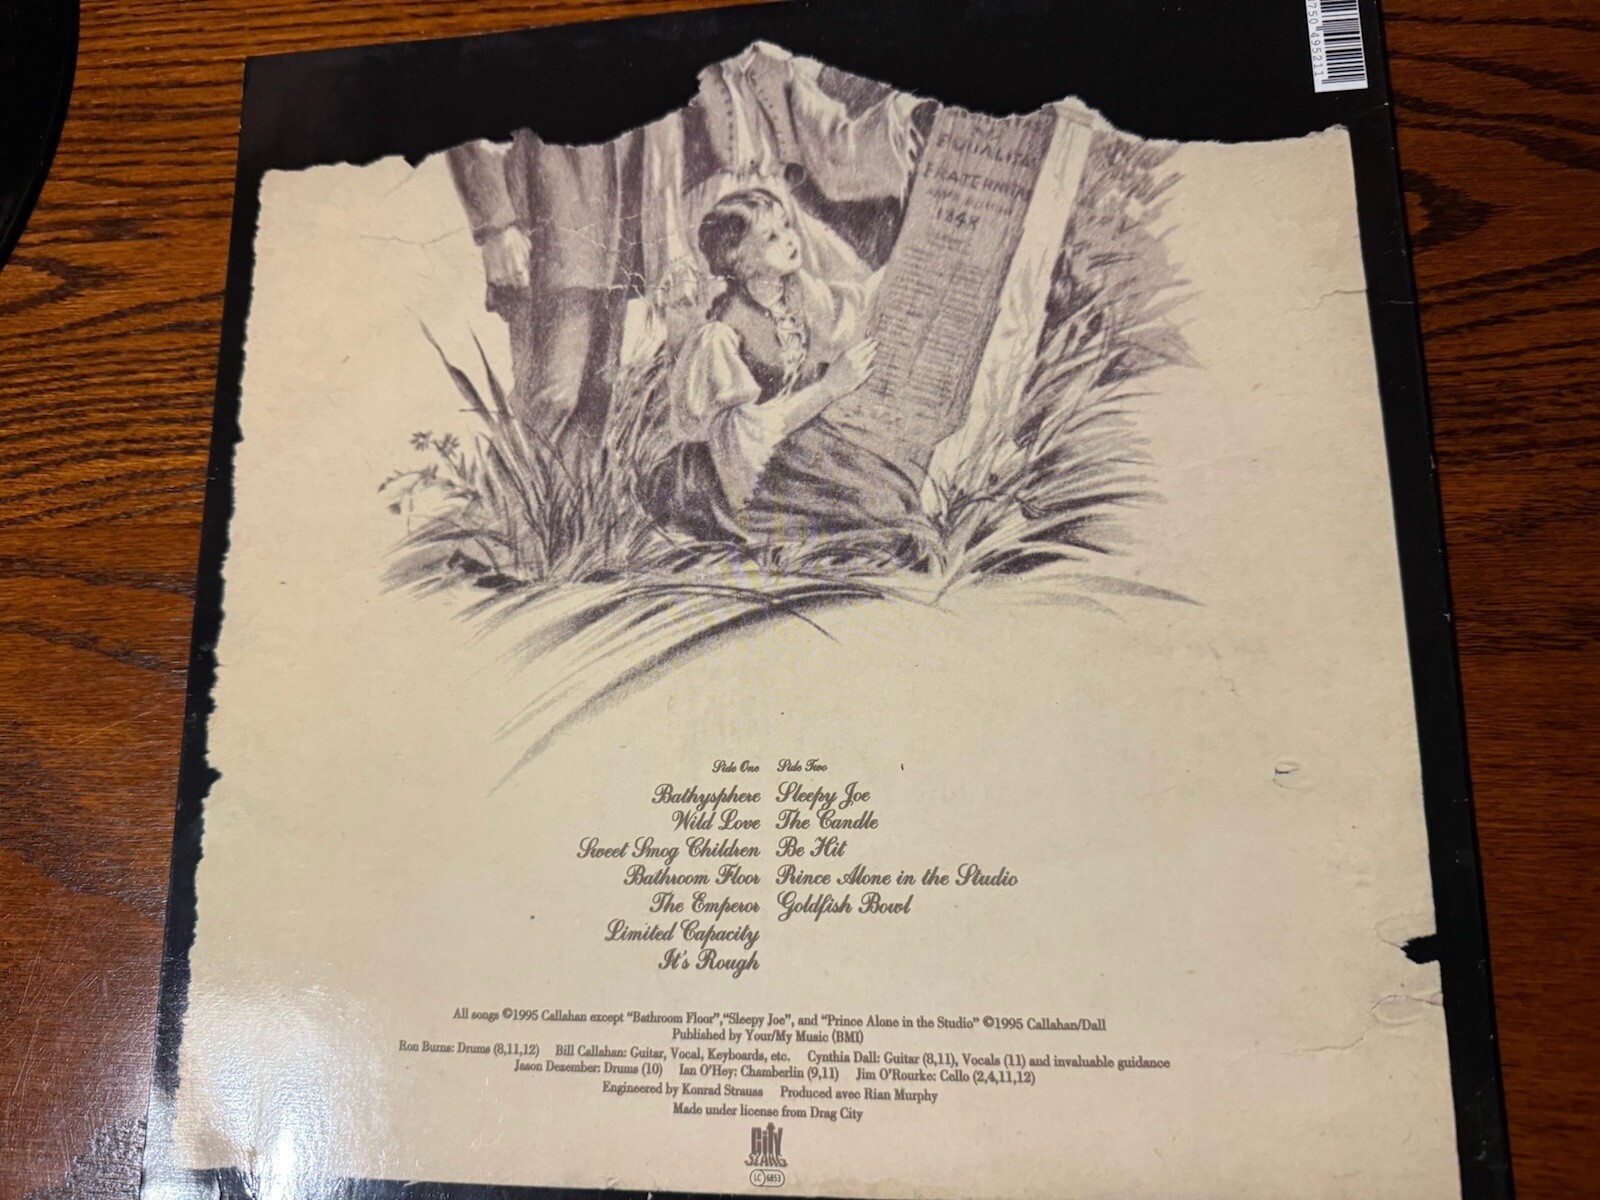 EQUALITAS
FRATERNITAS
1848
Side One
Bathysphere
Wild Love
Sweet Smog Children
Bathroom Floor
The Emperor
Limited Capacity
It's Rough
Side Two
Sleepy Joe
The Candle
Be Hit
Prince Alone in the Studio
Goldfish Bowl
All songs ©1995 Callahan except "Bathroom Floor","Sleepy Joe", and "Prince Alone in the Studio" ©1995 Callahan/Dall
Published by Your/My Music (BMI)
Ron Burns: Drums (8,11,12) Bill Callahan: Guitar, Vocal, Keyboards, etc. Cynthia Dall: Guitar (8,11), Vocals (11) and invaluable guidance
Jason Dezember: Drums (10) Ian O'Hey: Chamberlin (9,11) Jim O'Rourke: Cello (2,4,11,12)
Engineered by Konrad Strauss Produced avec Rian Murphy
Made under license from Drag City
CITY
SLANG
LC 6853